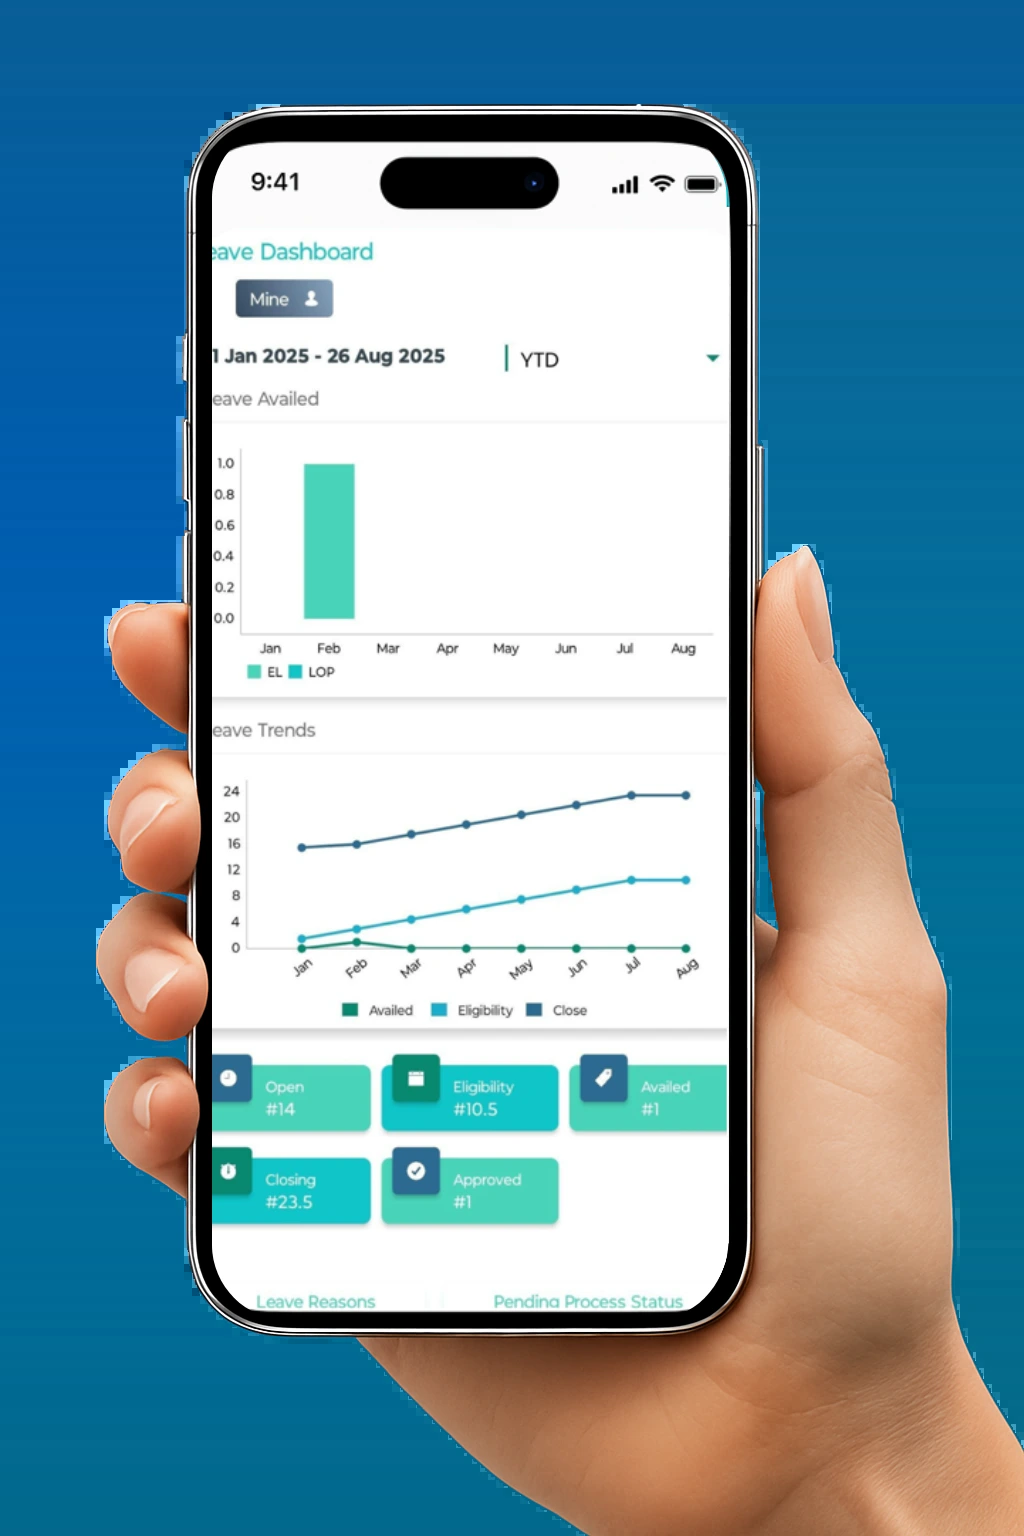 9:41
eave Dashboard
Mine
1 Jan 2025 - 26 Aug 2025
YTD
eave Availed
1.0
0.8
0.6
0.4
0.2
0.0
Jan Feb Mar Apr May Jun Jul Aug
EL LOP
eave Trends
24
20
16
12
8
4
0
Jan Feb Mar Apr May Jun Jul Aug
Availed Eligibility Close
Open Eligibility Availed
#14 #10.5 #1
Closing Approved
#23.5 #1
Leave Reasons Pending Process Status